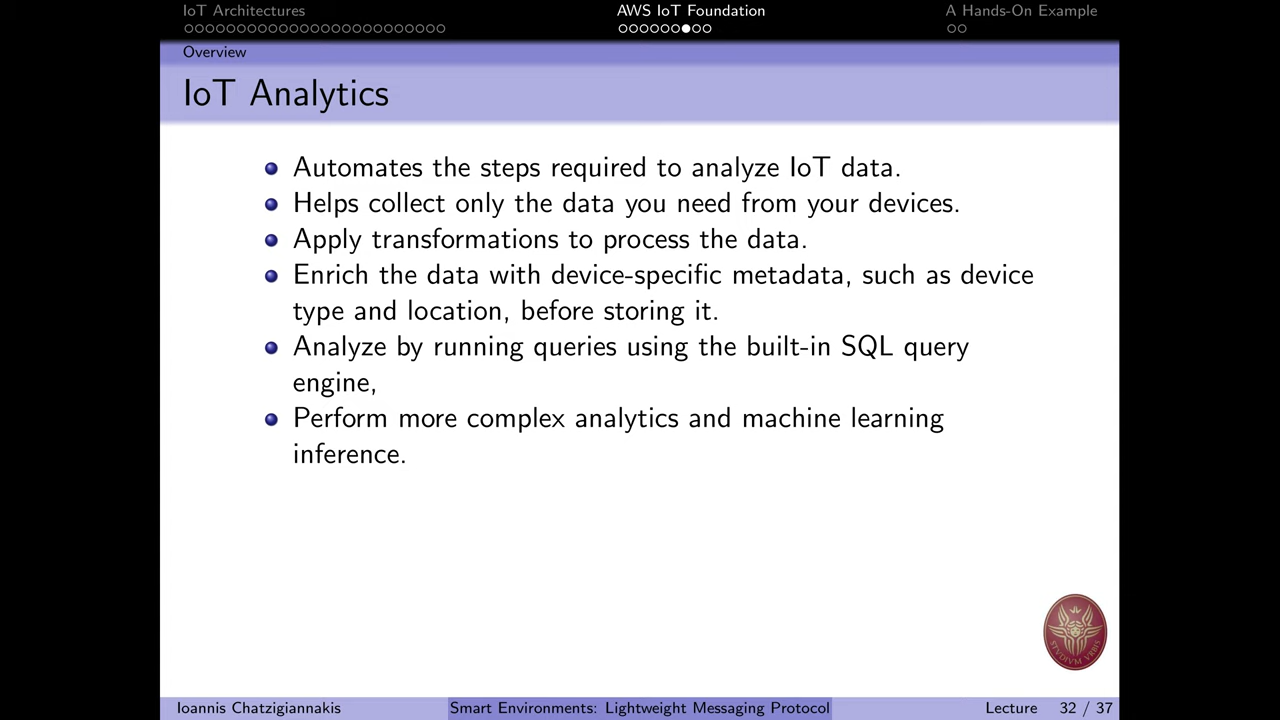 IoT Architectures
AWS IoT Foundation
A Hands-On Example
Overview
IoT Analytics
Automates the steps required to analyze IoT data.
Helps collect only the data you need from your devices.
Apply transformations to process the data.
Enrich the data with device-specific metadata, such as device
type and location, before storing it.
Analyze by running queries using the built-in SQL query
engine,
Perform more complex analytics and machine learning
inference.
STVDIVM VRBIS
Ioannis Chatzigiannakis
Smart Environments: Lightweight Messaging Protocol
Lecture 32 / 37